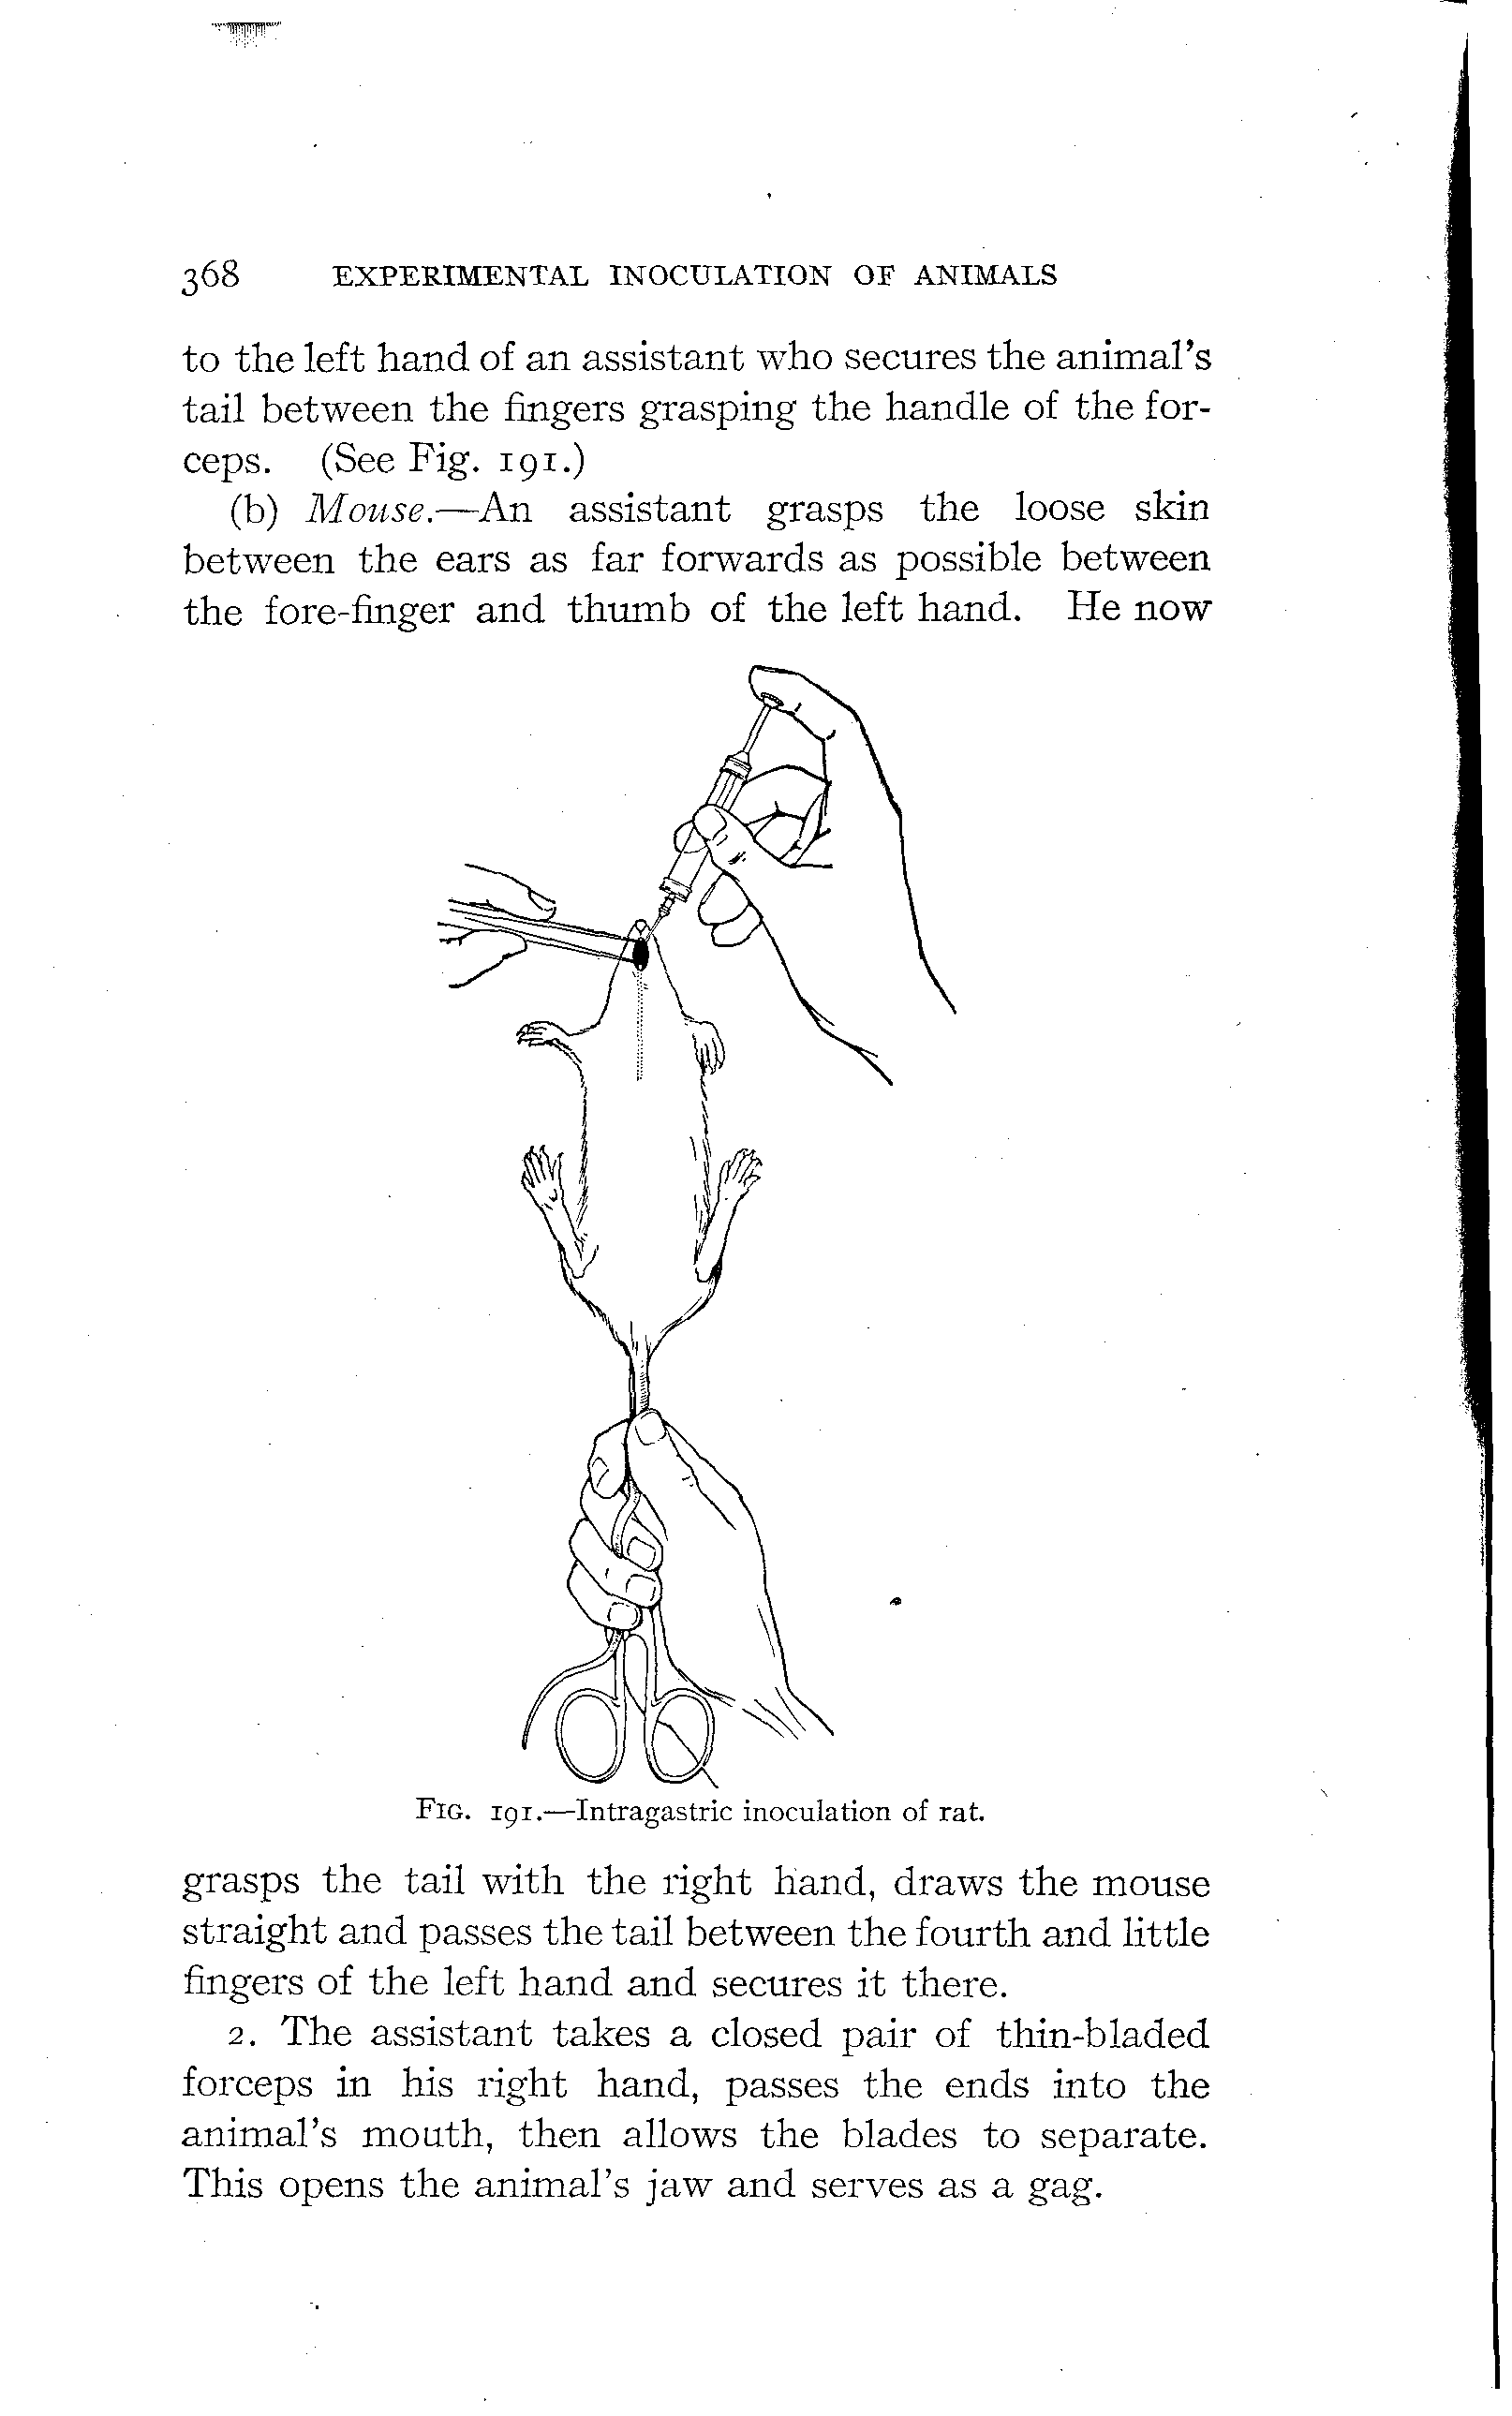 368 EXPERIMENTAL INOCULATION OF ANIMALS
to the left hand of an assistant who secures the animal's
tail between the fingers grasping the handle of the for-
ceps. (See Fig. 191.)
(b) Mouse.—An assistant grasps the loose skin
between the ears as far forwards as possible between
the fore-finger and thumb of the left hand. He now
FIG. 191.—Intragastric inoculation of rat.
grasps the tail with the right hand, draws the mouse
straight and passes the tail between the fourth and little
fingers of the left hand and secures it there.
2. The assistant takes a closed pair of thin-bladed
forceps in his right hand, passes the ends into the
animal's mouth, then allows the blades to separate.
This opens the animal's jaw and serves as a gag.